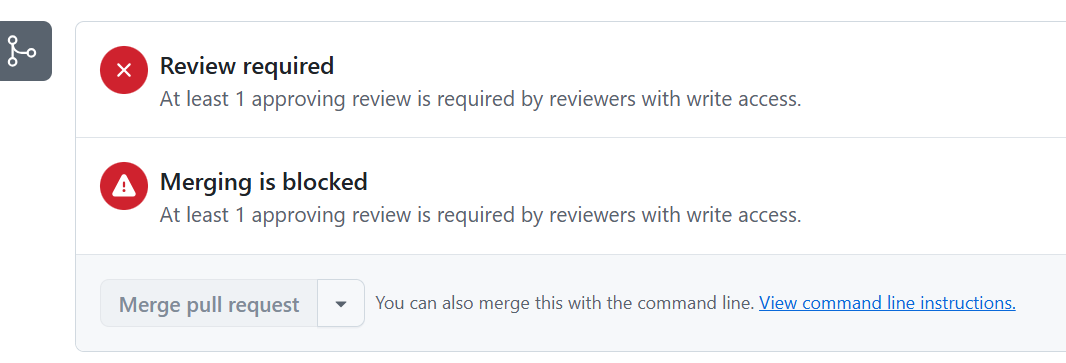 Review required
At least 1 approving review is required by reviewers with write access.
Merging is blocked
At least 1 approving review is required by reviewers with write access.
Merge pull request
You can also merge this with the command line. View command line instructions.